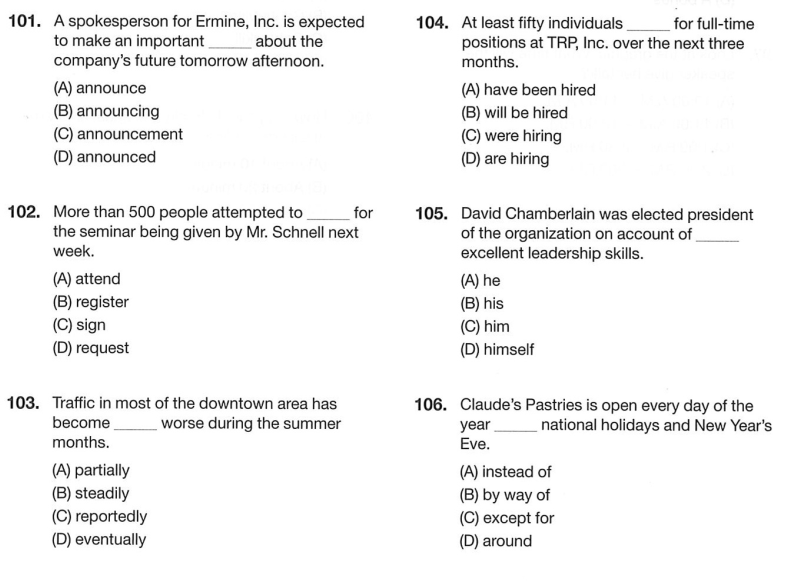 101. A spokesperson for Ermine, Inc. is expected
to make an important _____ about the
company's future tomorrow afternoon.
(A) announce
(B) announcing
(C) announcement
(D) announced
102. More than 500 people attempted to _____ for
the seminar being given by Mr. Schnell next
week.
(A) attend
(B) register
(C) sign
(D) request
103. Traffic in most of the downtown area has
become _____ worse during the summer
months.
(A) partially
(B) steadily
(C) reportedly
(D) eventually
104. At least fifty individuals _____ for full-time
positions at TRP, Inc. over the next three
months.
(A) have been hired
(B) will be hired
(C) were hiring
(D) are hiring
105. David Chamberlain was elected president
of the organization on account of _____
excellent leadership skills.
(A) he
(B) his
(C) him
(D) himself
106. Claude's Pastries is open every day of the
year _____ national holidays and New Year's
Eve.
(A) instead of
(B) by way of
(C) except for
(D) around